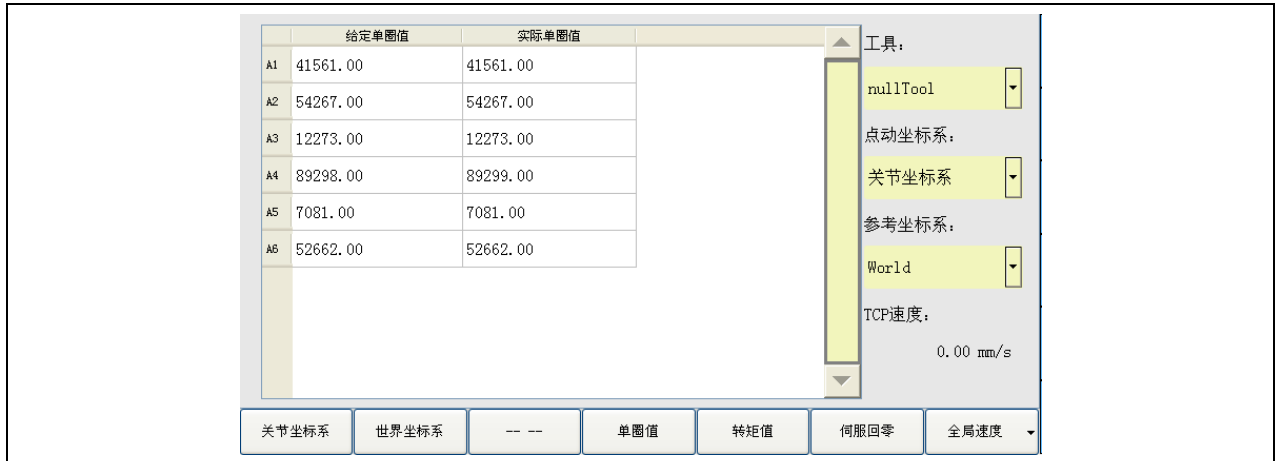 给定单圈值 实际单圈值
A1 41561.00 41561.00
A2 54267.00 54267.00
A3 12273.00 12273.00
A4 89298.00 89299.00
A5 7081.00 7081.00
A6 52662.00 52662.00
工具：
nullTool
点动坐标系：
关节坐标系
参考坐标系：
World
TCP速度：
0.00 mm/s
关节坐标系 世界坐标系 -- -- 单圈值 转矩值 伺服回零 全局速度